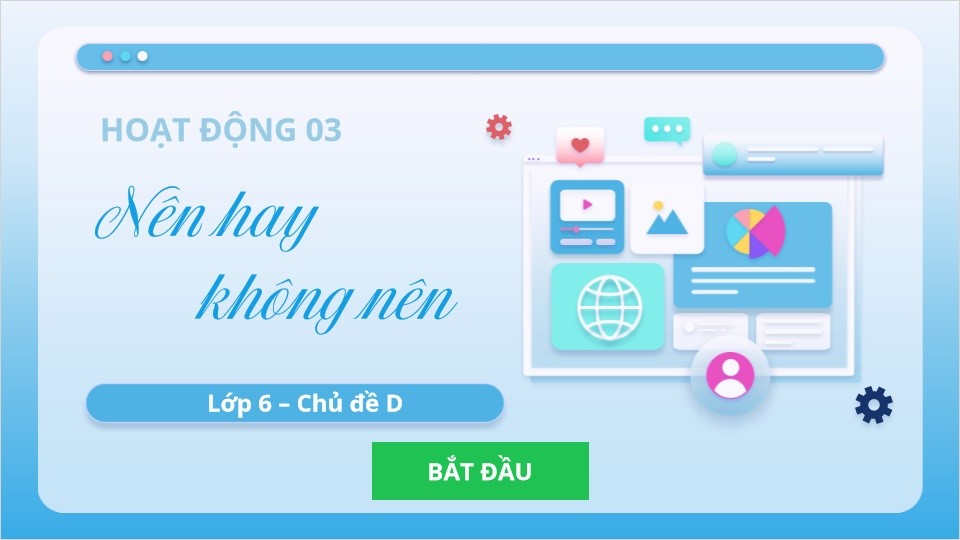 HOẠT ĐỘNG 03
Nên hay
không nên
Lớp 6 – Chủ đề D
BẮT ĐẦU